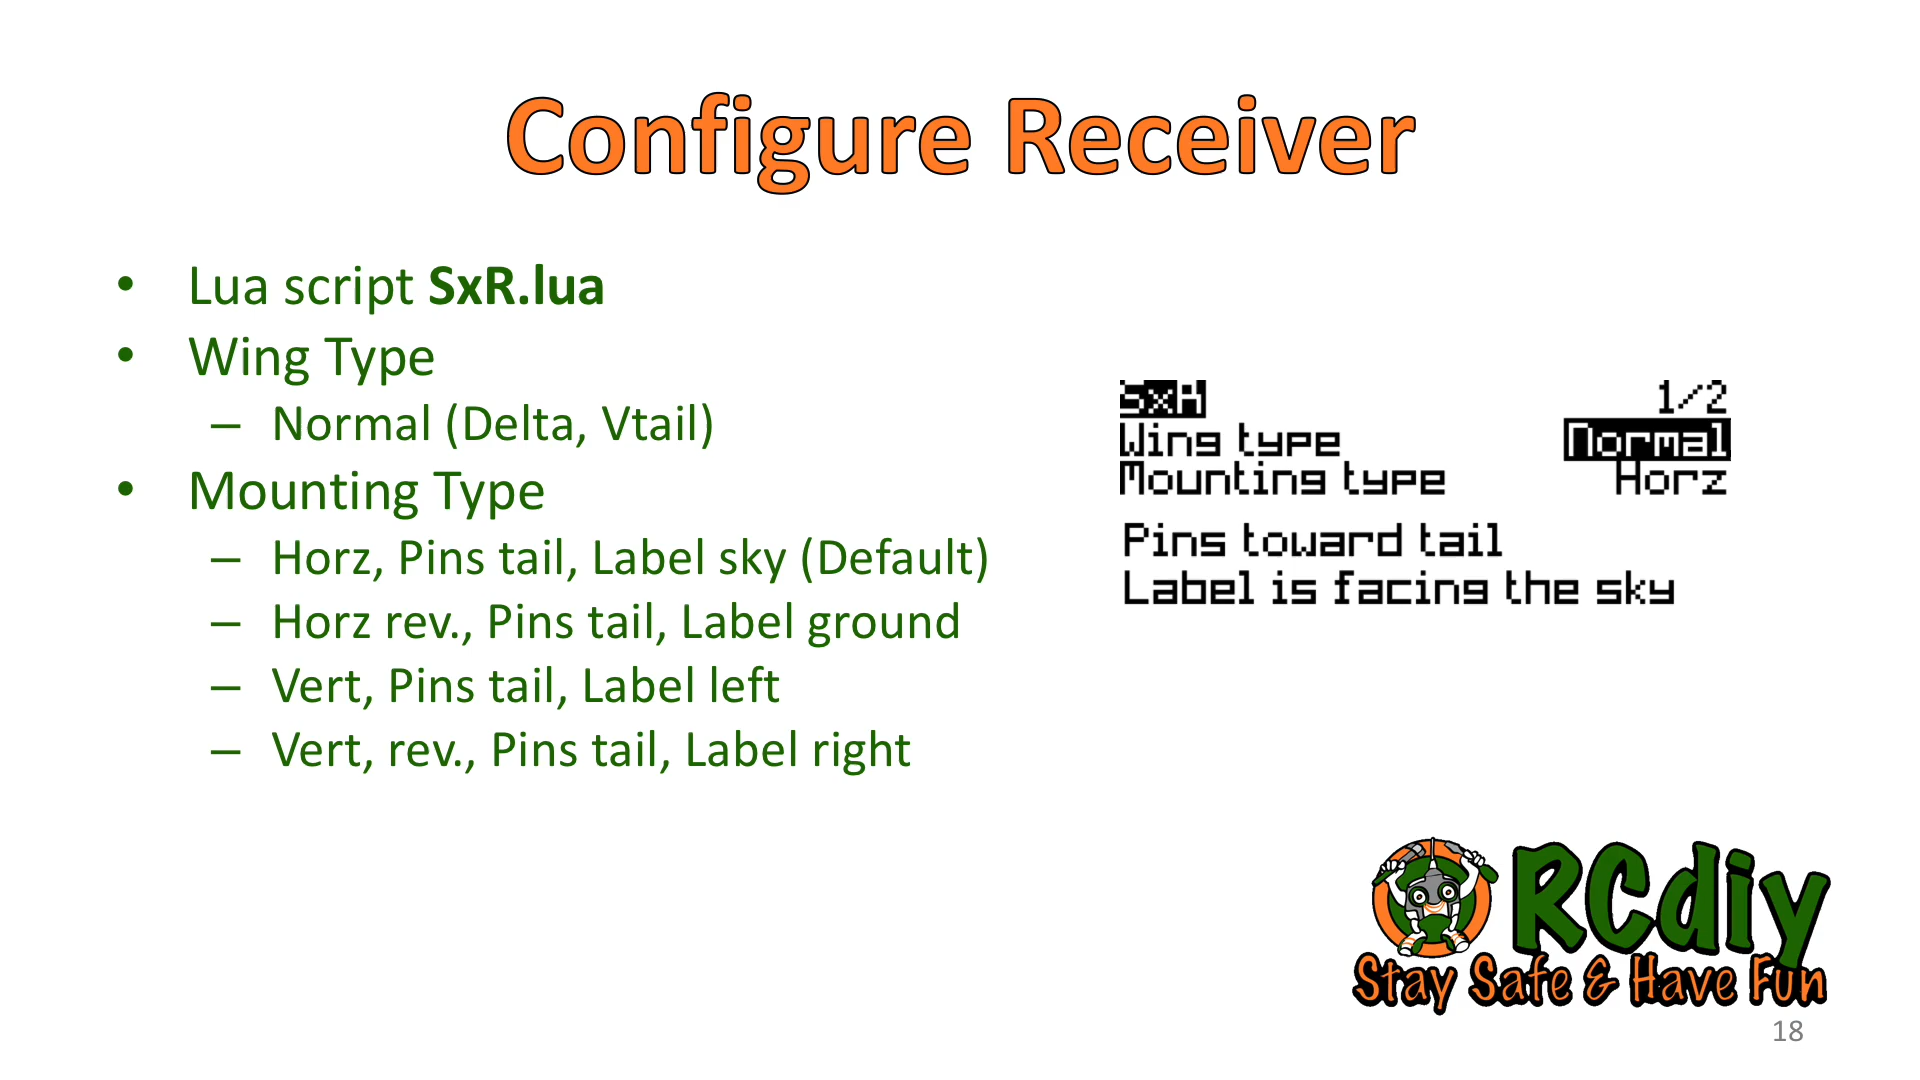 Configure Receiver
• Lua script SxR.lua
• Wing Type
– Normal (Delta, Vtail)
• Mounting Type
– Horz, Pins tail, Label sky (Default)
– Horz rev., Pins tail, Label ground
– Vert, Pins tail, Label left
– Vert, rev., Pins tail, Label right
SxR 1/2
Wing type Normal
Mounting type Horz
Pins toward tail
Label is facing the sky
RCdiy
Stay Safe & Have Fun
18